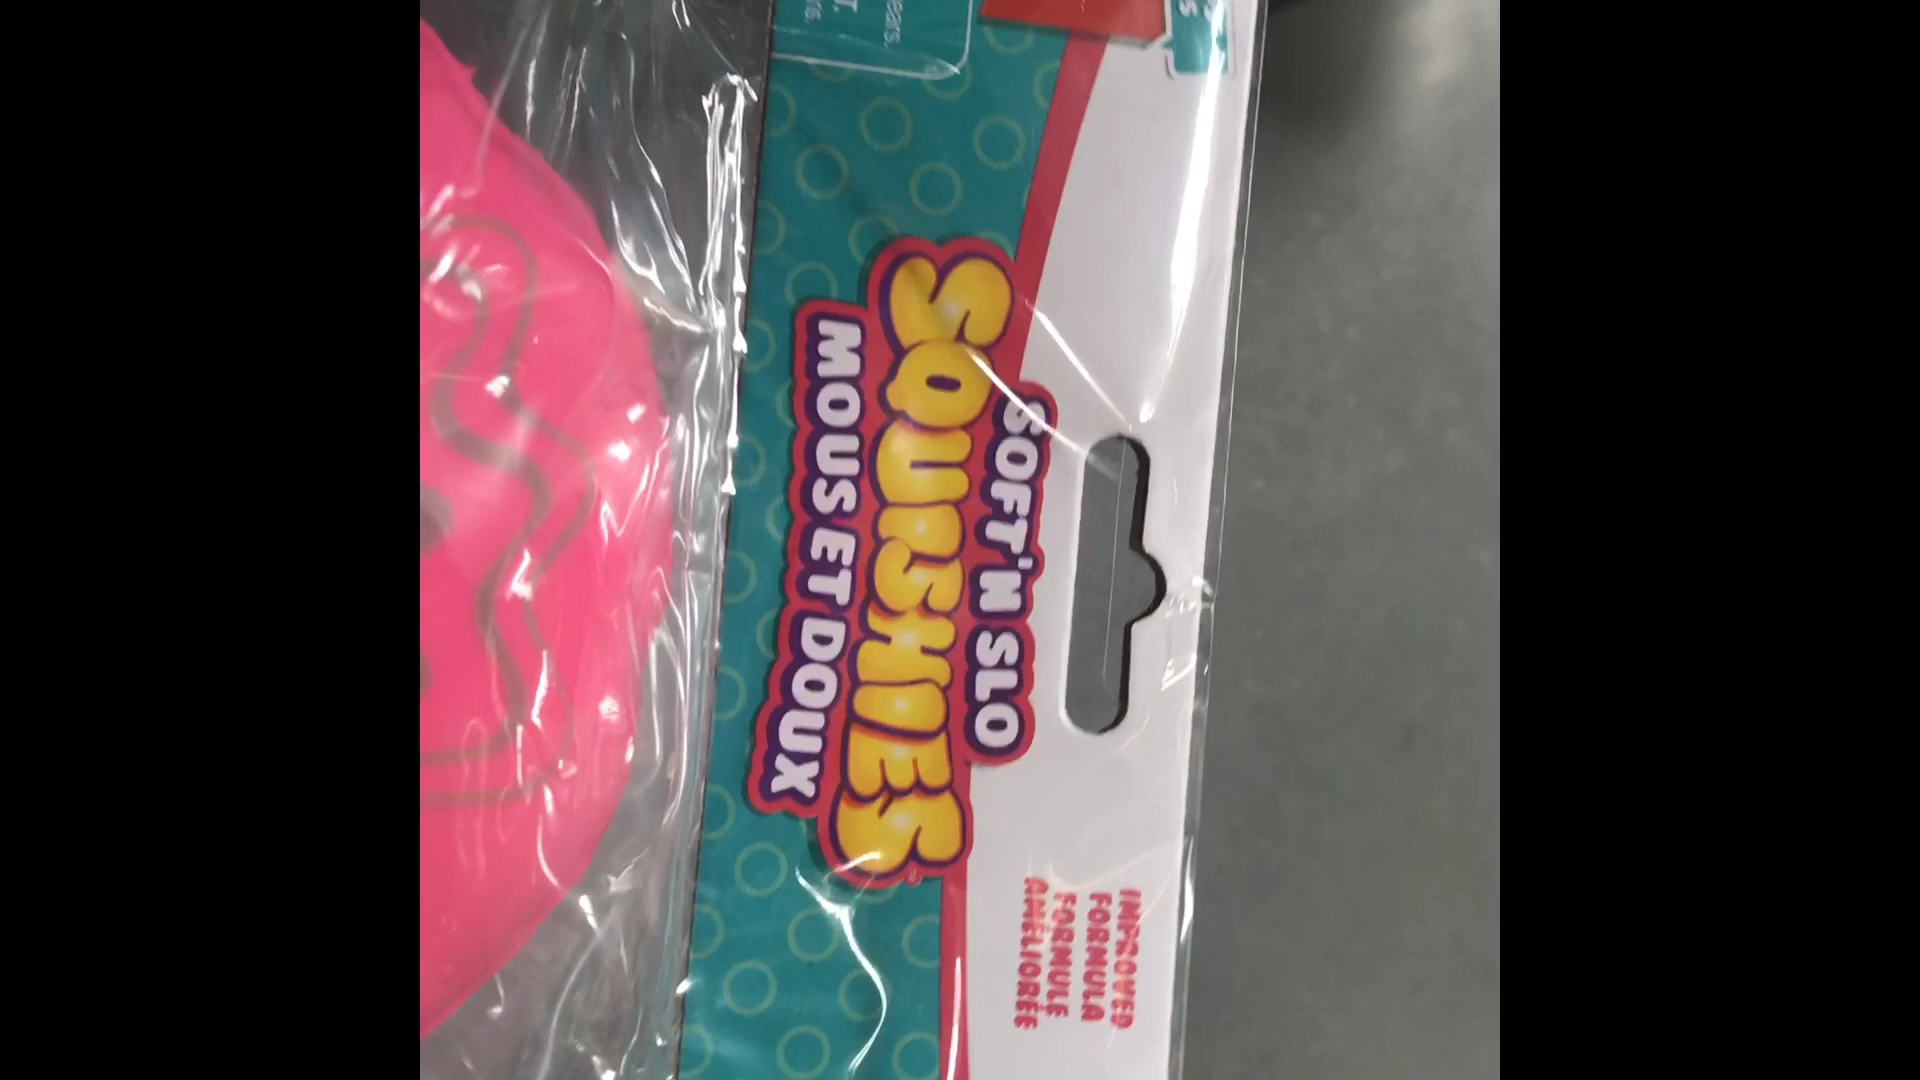 SOFT'N SLO
SQUISHIES
MOUS ET DOUX
IMPROVED
FORMULA
FORMULE
AMÉLIORÉE